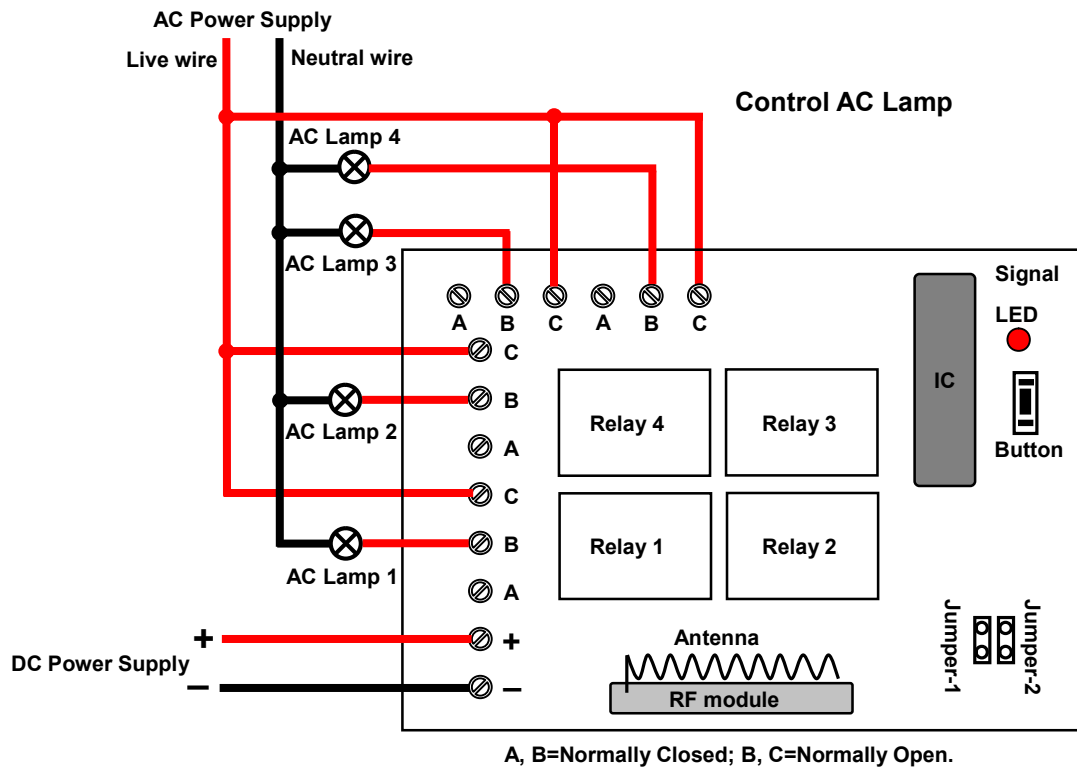 AC Power Supply
Live wire
Neutral wire
Control AC Lamp
AC Lamp 4
AC Lamp 3
Signal
LED
A
B
C
A
B
C
C
B
A
C
B
A
+
−
IC
Button
AC Lamp 2
AC Lamp 1
Relay 4
Relay 3
Relay 1
Relay 2
+
DC Power Supply
−
Antenna
RF module
Jumper-1
Jumper-2
A, B=Normally Closed; B, C=Normally Open.